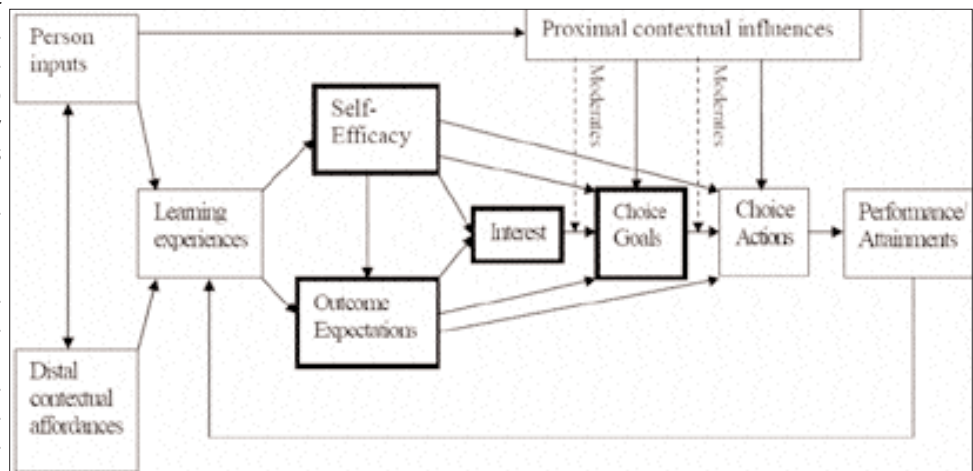 Person
inputs
Proximal contextual influences
Moderates
Moderates
Self-
Efficacy
Learning
experiences
Interest
Choice
Goals
Choice
Actions
Performance/
Attainments
Outcome
Expectations
Distal
contextual
affordances